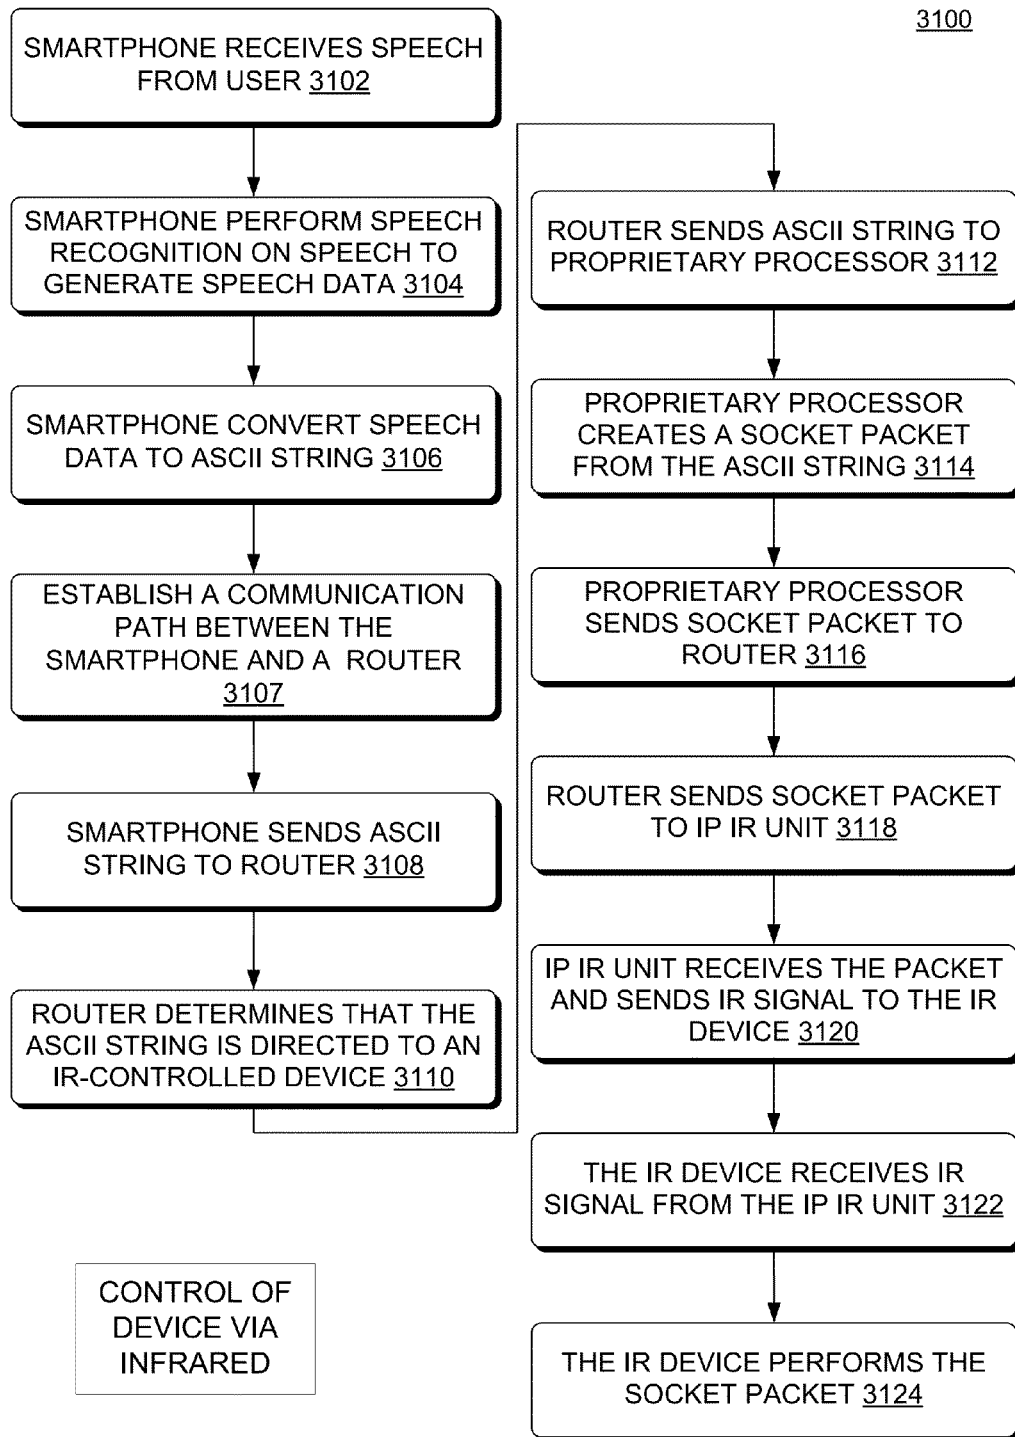 3100
SMARTPHONE RECEIVES SPEECH
FROM USER 3102
SMARTPHONE PERFORM SPEECH
RECOGNITION ON SPEECH TO
GENERATE SPEECH DATA 3104
SMARTPHONE CONVERT SPEECH
DATA TO ASCII STRING 3106
ESTABLISH A COMMUNICATION
PATH BETWEEN THE
SMARTPHONE AND A ROUTER
3107
SMARTPHONE SENDS ASCII
STRING TO ROUTER 3108
ROUTER DETERMINES THAT THE
ASCII STRING IS DIRECTED TO AN
IR-CONTROLLED DEVICE 3110
ROUTER SENDS ASCII STRING TO
PROPRIETARY PROCESSOR 3112
PROPRIETARY PROCESSOR
CREATES A SOCKET PACKET
FROM THE ASCII STRING 3114
PROPRIETARY PROCESSOR
SENDS SOCKET PACKET TO
ROUTER 3116
ROUTER SENDS SOCKET PACKET
TO IP IR UNIT 3118
IP IR UNIT RECEIVES THE PACKET
AND SENDS IR SIGNAL TO THE IR
DEVICE 3120
THE IR DEVICE RECEIVES IR
SIGNAL FROM THE IP IR UNIT 3122
THE IR DEVICE PERFORMS THE
SOCKET PACKET 3124
CONTROL OF
DEVICE VIA
INFRARED